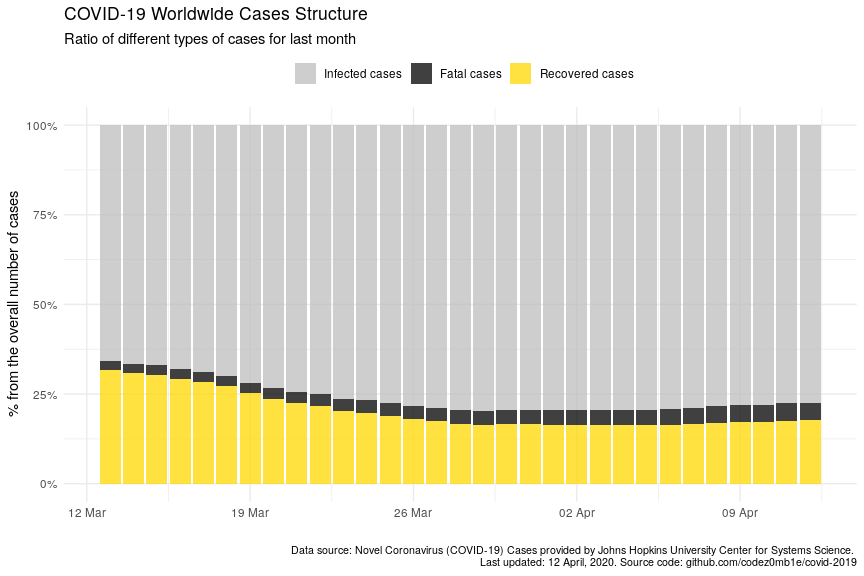 COVID-19 Worldwide Cases Structure
Ratio of different types of cases for last month
Infected cases
Fatal cases
Recovered cases
% from the overall number of cases
100%
75%
50%
25%
0%
12 Mar
19 Mar
26 Mar
02 Apr
09 Apr
Data source: Novel Coronavirus (COVID-19) Cases provided by Johns Hopkins University Center for Systems Science.
Last updated: 12 April, 2020. Source code: github.com/codez0mb1e/covid-2019